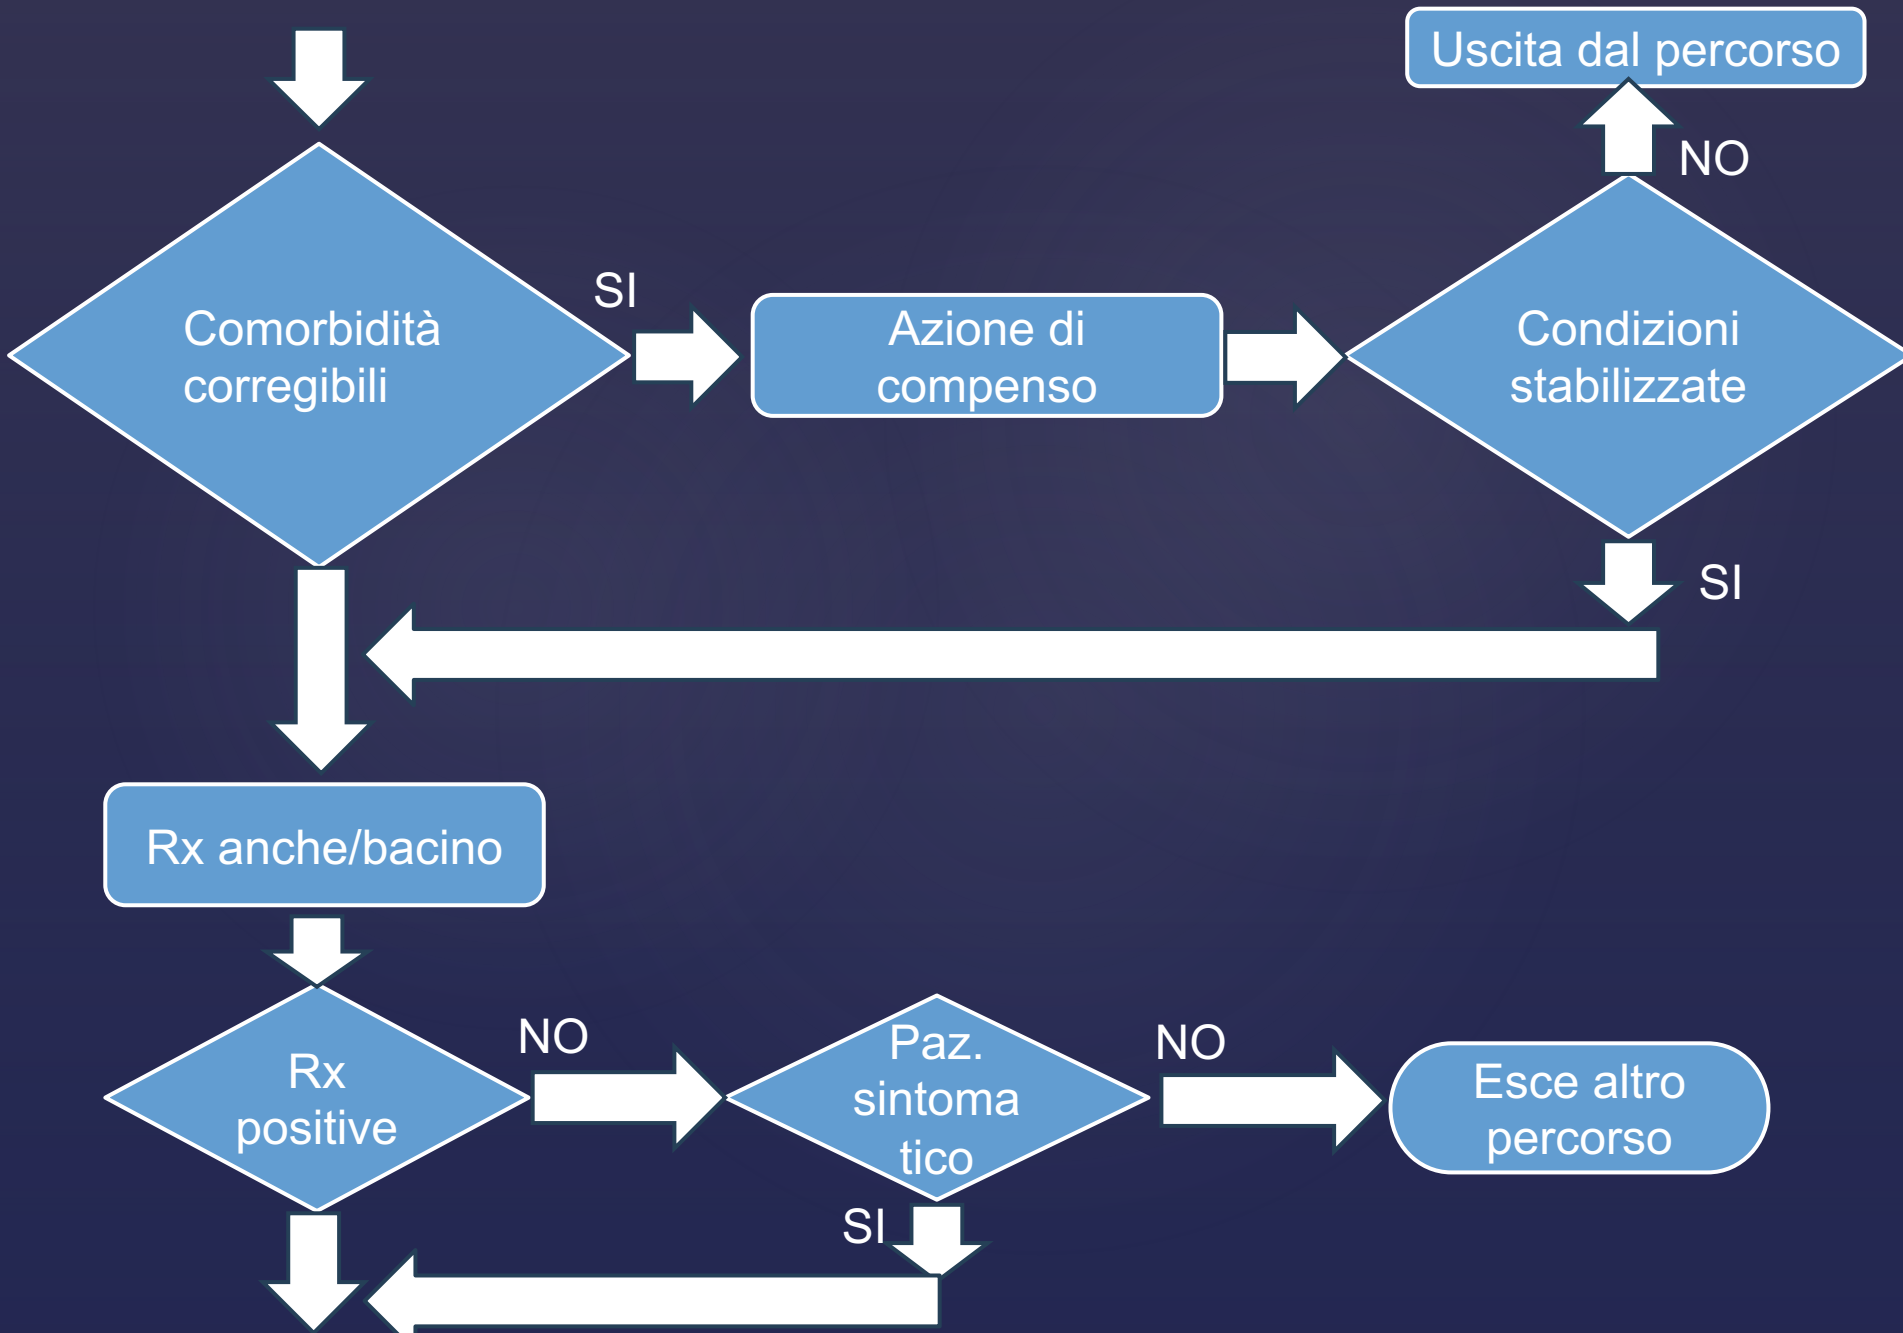 Uscita dal percorso
NO
Comorbidità
corregibili
SI
Azione di
compenso
Condizioni
stabilizzate
SI
Rx anche/bacino
Rx
positive
NO
Paz.
sintoma
tico
NO
Esce altro
percorso
SI